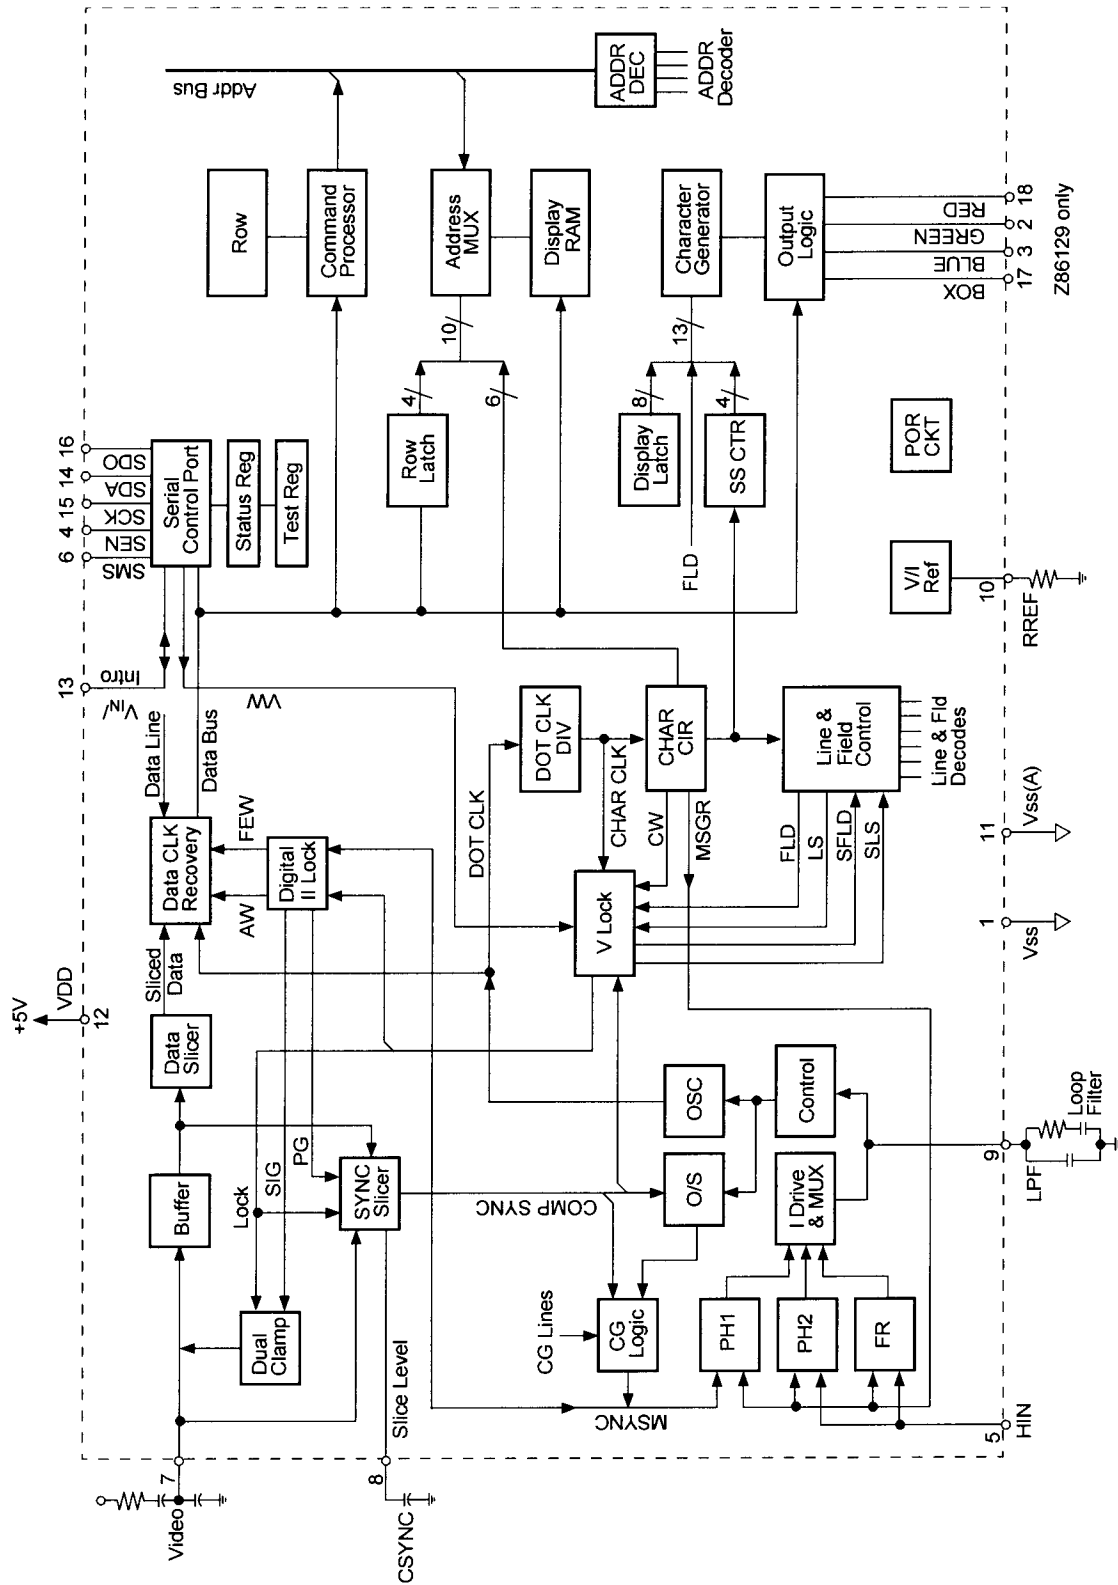 +5V
VDD
12
Video
7
CSYNC
8
Slice Level
Dual
Clamp
Buffer
Lock
SIG
PG
SYNC
Slicer
Data
Slicer
Sliced
Data
Data CLK
Recovery
AW
FEW
Digital
II Lock
Data Line
Data Bus
13
VIN/
Intro
VW
6
4
15
14
16
SMS
SEN
SCK
SDA
SDO
Serial
Control Port
Status Reg
Test Reg
Row
Command
Processor
Addr Bus
ADDR
DEC
ADDR
Decoder
Row
Latch
4
6
10
Address
MUX
Display
RAM
Display
Latch
8
FLD
SS CTR
4
13
Character
Generator
Output
Logic
BOX
BLUE
GREEN
RED
17
3
2
18
Z86129 only
DOT CLK
DOT CLK
DIV
CHAR CLK
CHAR
CIR
CW
MSGR
V Lock
FLD
LS
SFLD
SLS
Line &
Field
Control
Line & Fld
Decodes
COMP SYNC
CG Lines
CG
Logic
MSYNC
O/S
OSC
Control
I Drive
& MUX
PH1
PH2
FR
5
HIN
9
LPF
Loop
Filter
1
Vss
11
Vss(A)
V/I
Ref
10
RREF
POR
CKT